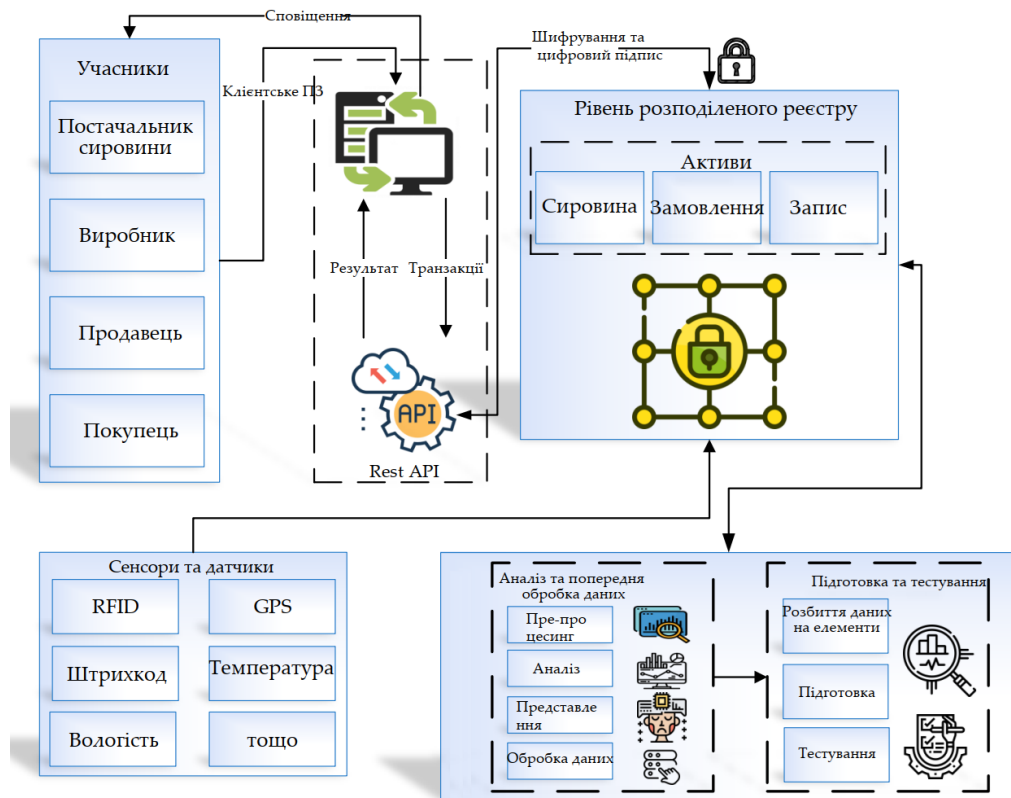 Сповіщення
Учасники
Постачальник
сировини
Виробник
Продавець
Покупець
Клієнтське ПЗ
Результат
Транзакції
API
Rest API
Шифрування та
цифровий підпис
Рівень розподіленого реєстру
Активи
Сировина
Замовлення
Запис
Сенсори та датчики
RFID
GPS
Штрихкод
Температура
Вологість
тощо
Аналіз та попередня
обробка даних
Пре-про
цесинг
Аналіз
Представле
ння
Обробка даних
Підготовка та тестування
Розбиття даних
на елементи
Підготовка
Тестування